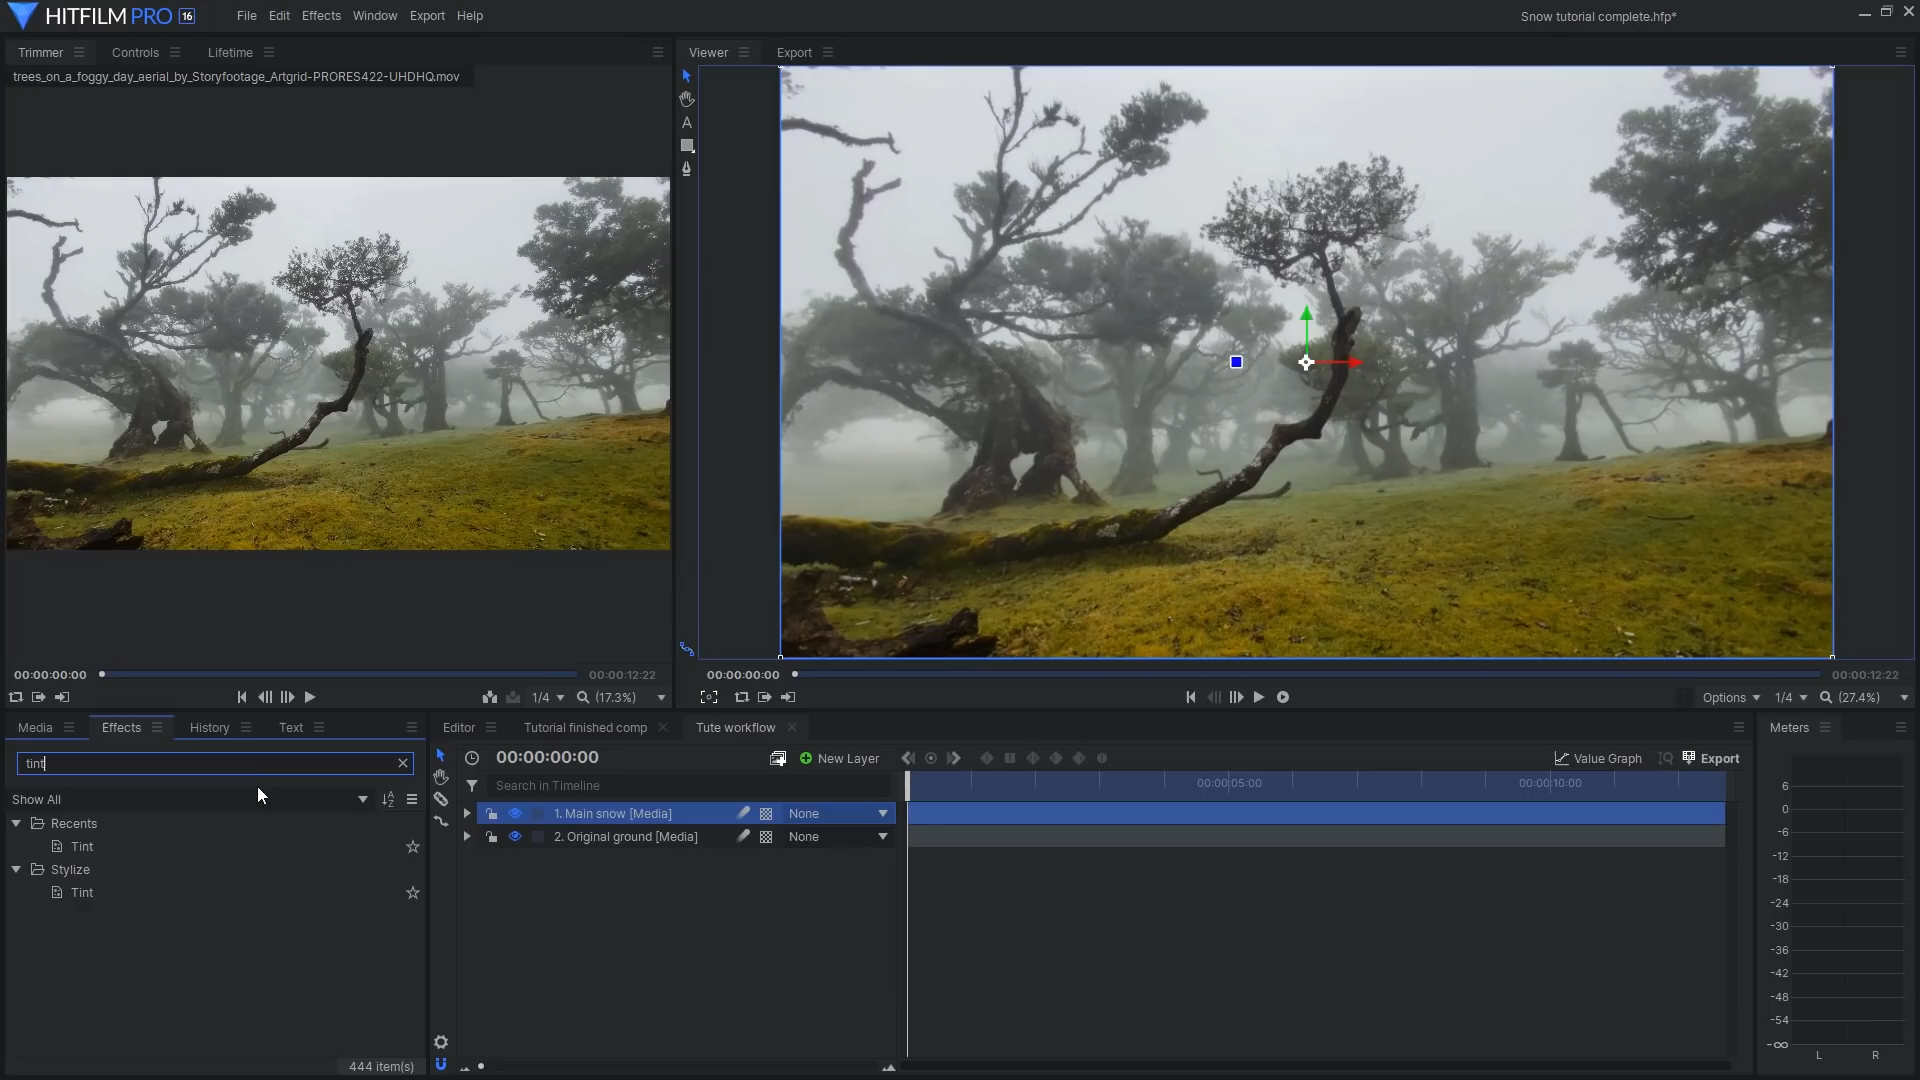 HITFILM PRO 16
File Edit Effects Window Export Help
Snow tutorial complete.hfp*
Trimmer Controls Lifetime
Viewer Export
trees_on_a_foggy_day_aerial_by_Storyfootage_Artgrid-PRORES422-UHDHQ.mov
A
00:00:00:00 00:00:12:22
00:00:00:00 00:00:12:22
1/4 (17.3%)
Options 1/4 (27.4%)
Media Effects History Text
Editor Tutorial finished comp Tute workflow
Meters
tint
00:00:00:00 New Layer Value Graph Export
Search in Timeline
00:00:05:00 00:00:10:00
Show All
1. Main snow [Media] None
2. Original ground [Media] None
Recents
Tint
Stylize
Tint
444 item(s)
6
0
-6
-12
-18
-24
-30
-36
-42
-48
-54
-∞
L R